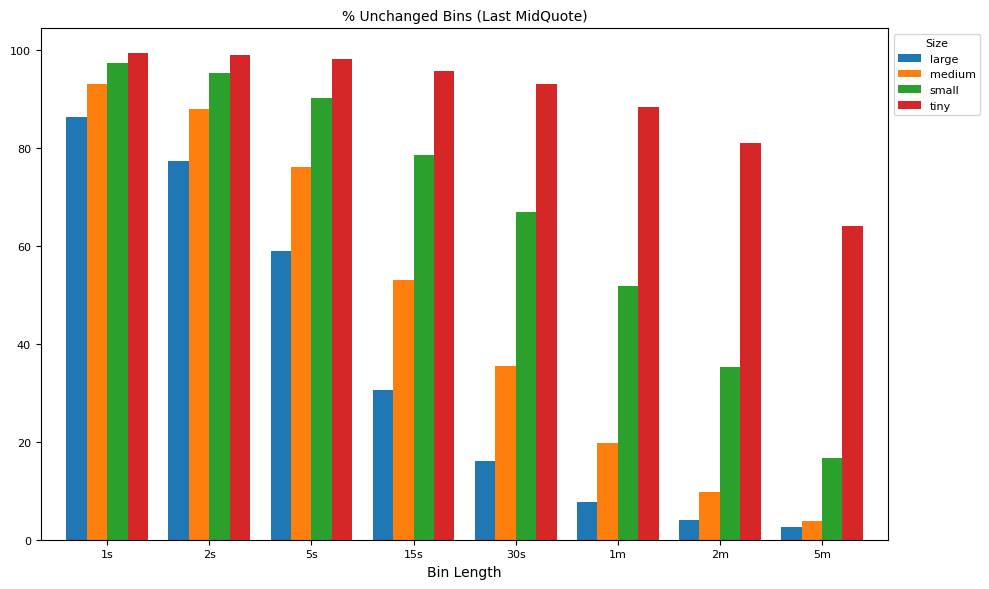 % Unchanged Bins (Last MidQuote)
Size
large
medium
small
tiny
100
80
60
40
20
0
1s 2s 5s 15s 30s 1m 2m 5m
Bin Length